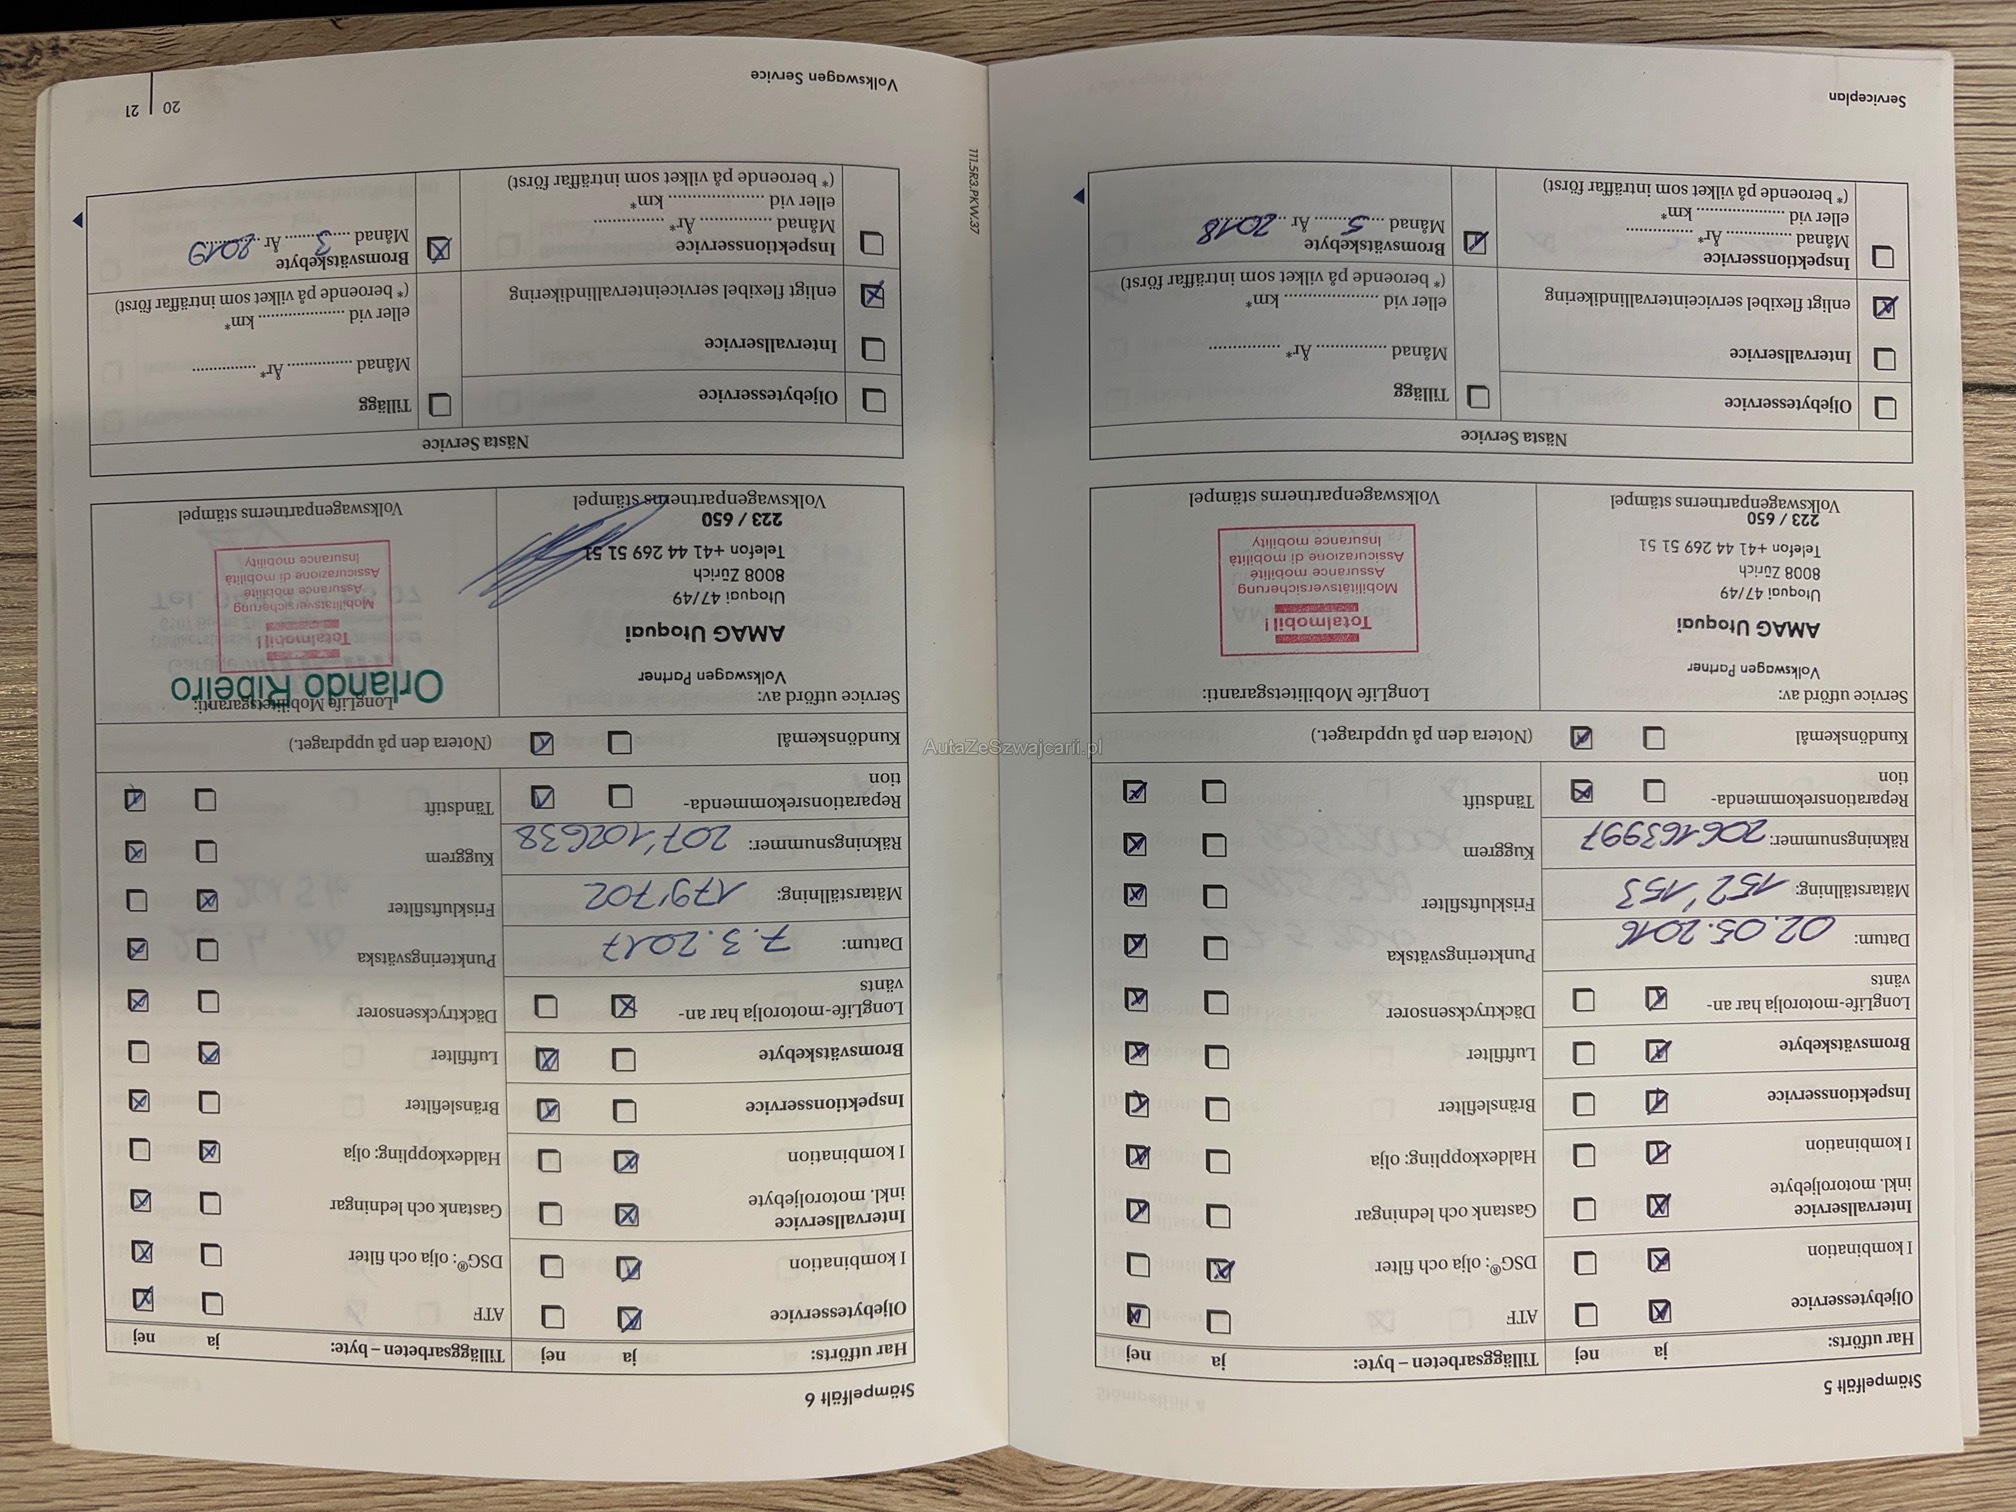 Stämpelfält 5
Har utförts: ja nej
Oljebytesservice
I kombination
Intervallservice
inkl. motoroljebyte
I kombination
Inspektionsservice
Bromsvätskebyte
LongLife-motorolja har an-
vänts
Datum: 02.05.2016
Mätarställning: 152'153
Räkningsnummer: 206163997
Reparationsrekommenda-
tion
Kundönskemål (Notera den på uppdraget.)
Tilläggsarbeten – byte: ja nej
ATF
DSG®: olja och filter
Gastank och ledningar
Haldexkoppling: olja
Bränslefilter
Luftfilter
Däcktrycksensorer
Punkteringsvätska
Friskluftsfilter
Kuggrem
Tändstift
Service utförd av:
Volkswagen Partner
AMAG Utoquai
Utoquai 47/49
8008 Zürich
Telefon +41 44 269 51 51
223 / 650
Volkswagenpartnerns stämpel
LongLife Mobilitetsgaranti:
Totalmobil!
Mobilitätsversicherung
Assurance mobilité
Assicurazione di mobilità
Insurance mobility
Volkswagenpartnerns stämpel
Nästa Service
Oljebytesservice
Intervallservice
enligt flexibel serviceintervallindikering
Inspektionsservice
Månad ............... År* ...............
eller vid .................... km*
(* beroende på vilket som inträffar först)
Tillägg
Månad ............... År* ...............
eller vid .................... km*
(* beroende på vilket som inträffar först)
Bromsvätskebyte
Månad ....5.... År ..2018..
Serviceplan
Stämpelfält 6
Har utförts: ja nej
Oljebytesservice
I kombination
Intervallservice
inkl. motoroljebyte
I kombination
Inspektionsservice
Bromsvätskebyte
LongLife-motorolja har an-
vänts
Datum: 7.3.2017
Mätarställning: 179'702
Räkningsnummer: 207'102638
Reparationsrekommenda-
tion
Kundönskemål (Notera den på uppdraget.)
Tilläggsarbeten – byte: ja nej
ATF
DSG®: olja och filter
Gastank och ledningar
Haldexkoppling: olja
Bränslefilter
Luftfilter
Däcktrycksensorer
Punkteringsvätska
Friskluftsfilter
Kuggrem
Tändstift
Service utförd av:
Volkswagen Partner
AMAG Utoquai
Utoquai 47/49
8008 Zürich
Telefon +41 44 269 51 51
223 / 650
Volkswagenpartnerns stämpel
LongLife Mobilitetsgaranti:
Orlando Ribeiro
Totalmobil!
Mobilitätsversicherung
Assurance mobilité
Assicurazione di mobilità
Insurance mobility
Volkswagenpartnerns stämpel
Nästa Service
Oljebytesservice
Intervallservice
enligt flexibel serviceintervallindikering
Inspektionsservice
Månad ............... År* ...............
eller vid .................... km*
(* beroende på vilket som inträffar först)
Tillägg
Månad ............... År* ...............
eller vid .................... km*
(* beroende på vilket som inträffar först)
Bromsvätskebyte
Månad ....3.... År ..2019..
111.5R3.PKW.37
Volkswagen Service
20 | 21
AutaZeSzwajcarii.pl